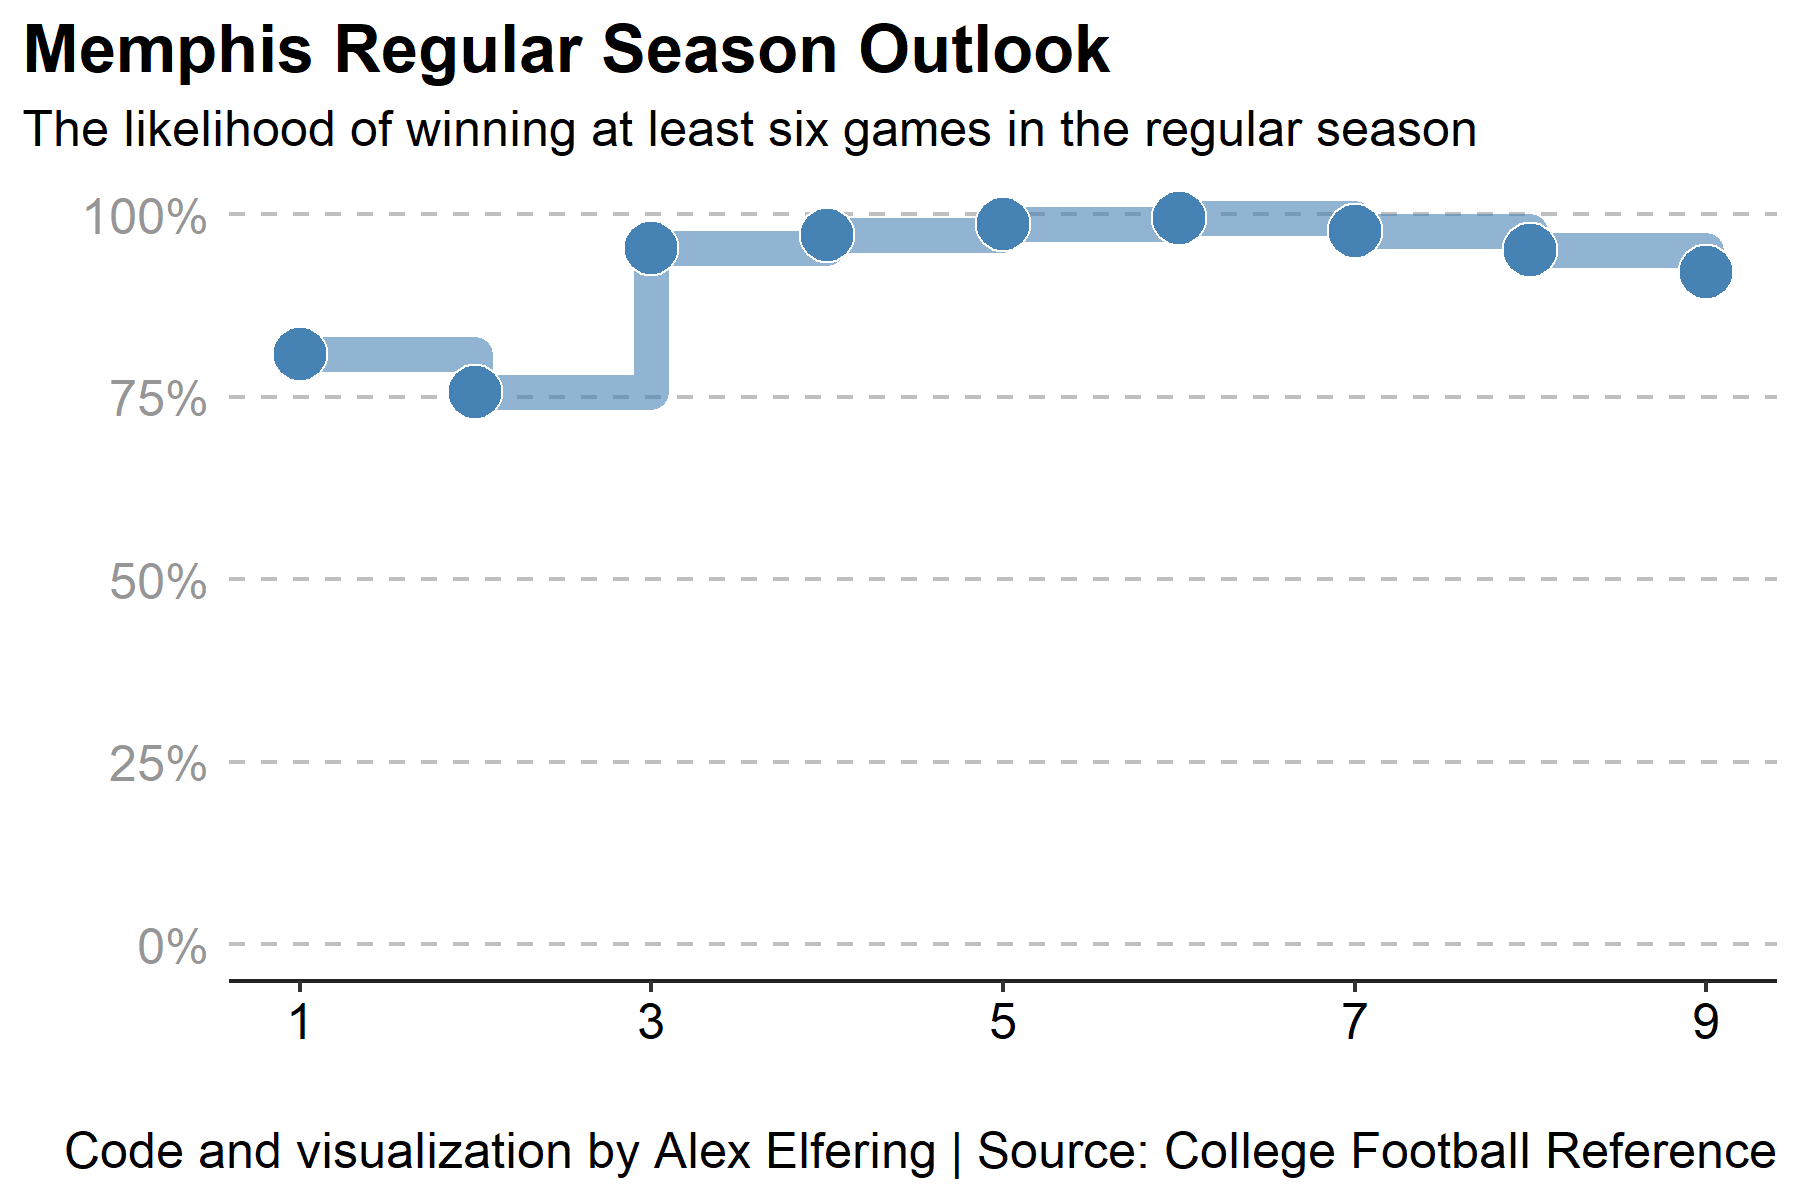 Memphis Regular Season Outlook
The likelihood of winning at least six games in the regular season
100%
75%
50%
25%
0%
1 3 5 7 9
Code and visualization by Alex Elfering | Source: College Football Reference